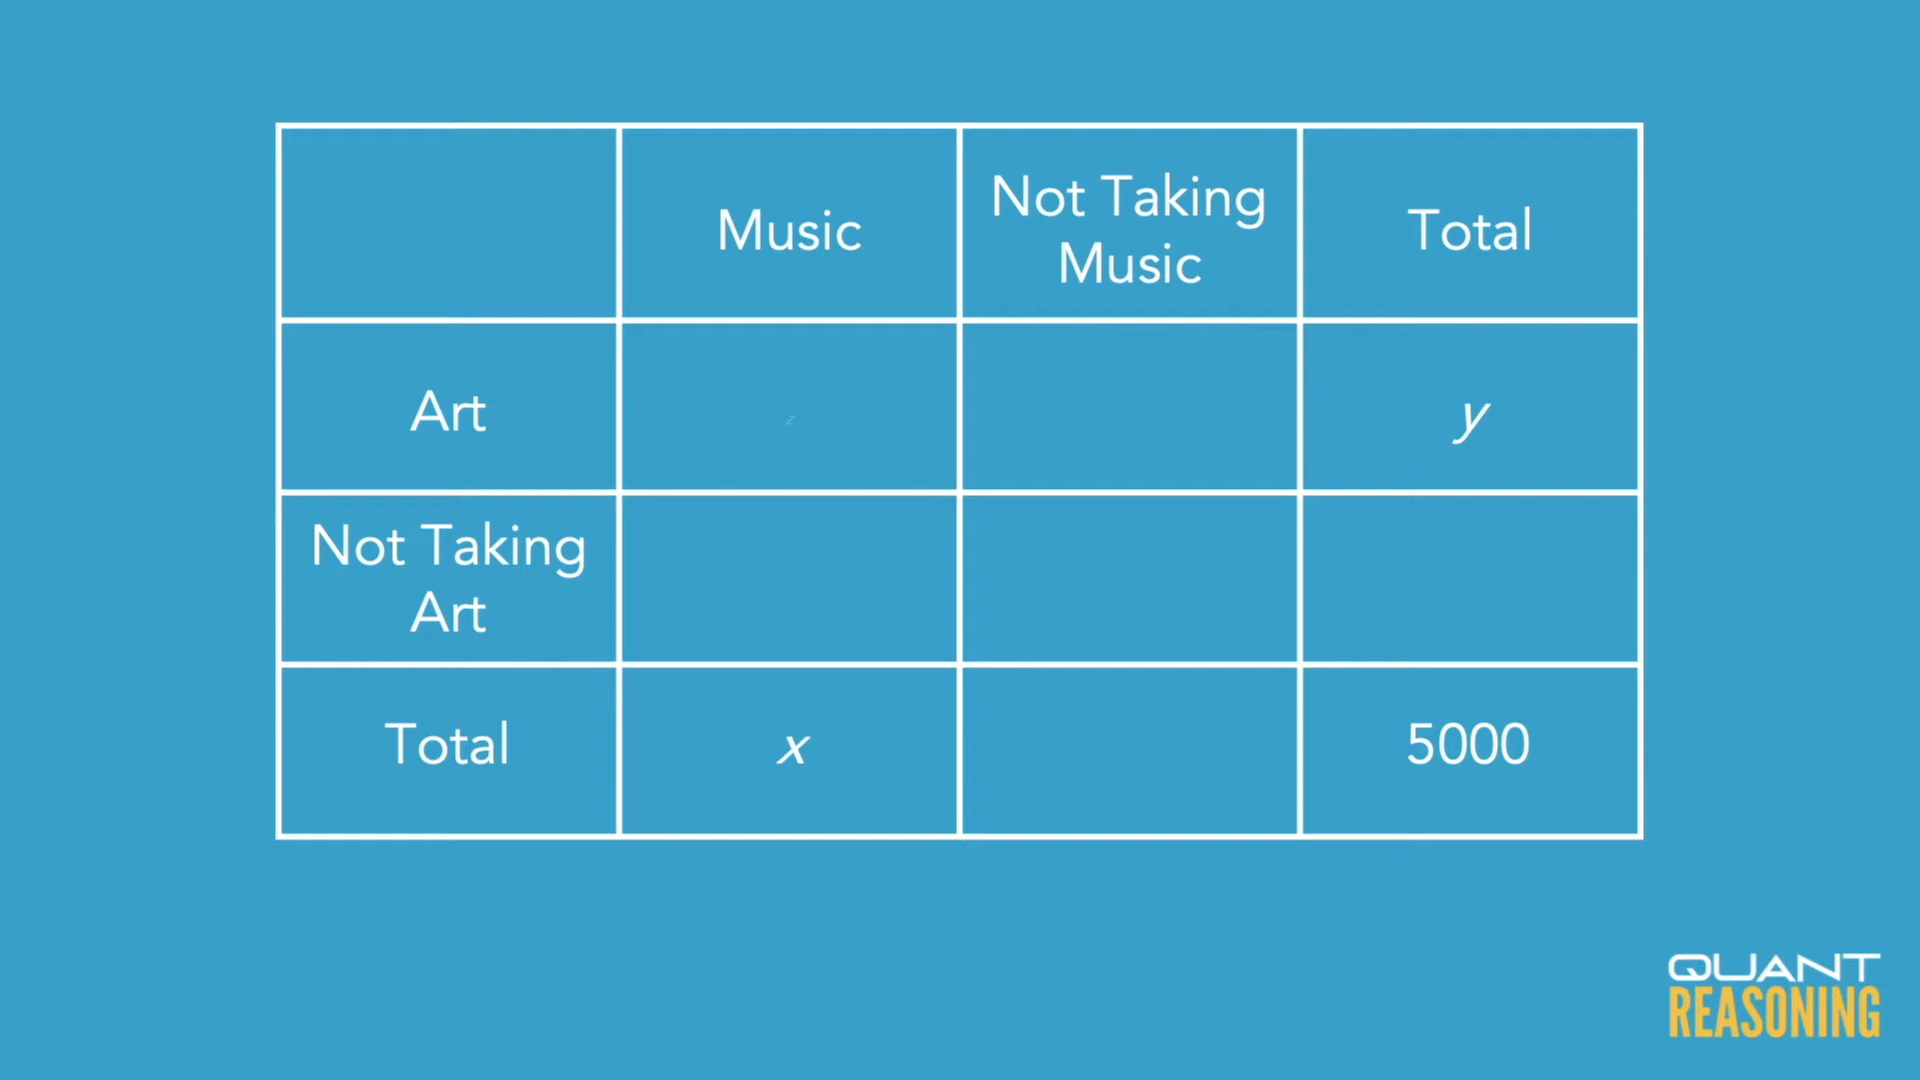 Music
Not Taking
Music
Total
Art
z
y
Not Taking
Art
Total
x
5000
QUANT
REASONING